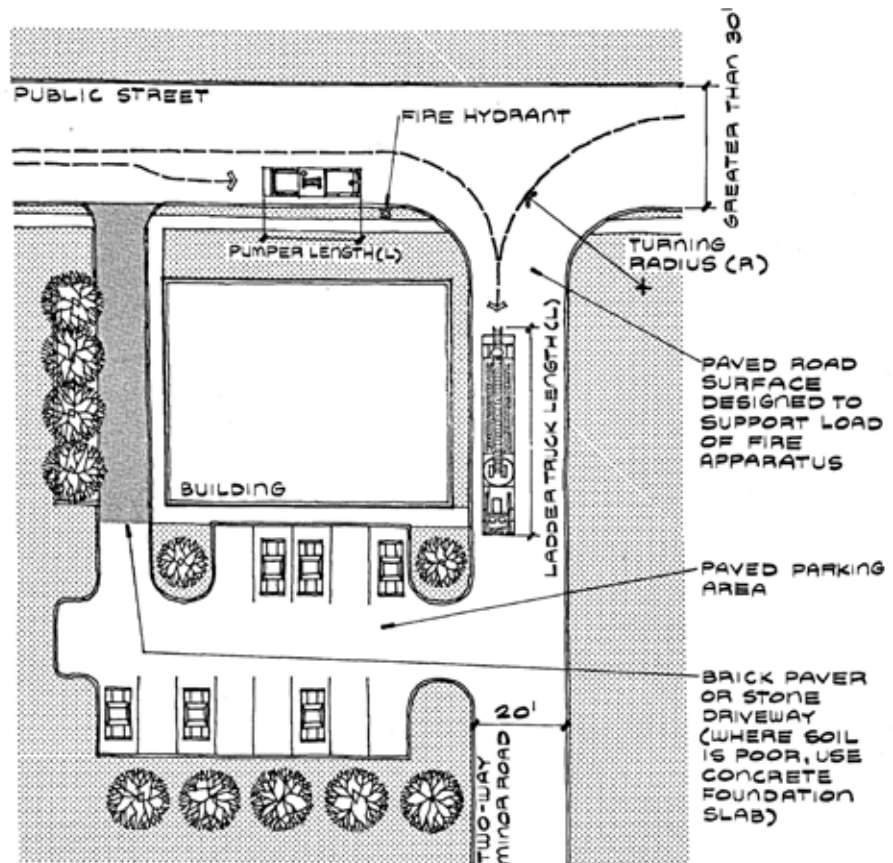 PUBLIC STREET
FIRE HYDRANT
GREATER THAN 30'
PUMPER LENGTH (L)
TURNING
RADIUS (R)
LADDER TRUCK LENGTH (L)
PAVED ROAD
SURFACE
DESIGNED TO
SUPPORT LOAD
OF FIRE
APPARATUS
BUILDING
PAVED PARKING
AREA
BRICK PAVER
OR STONE
DRIVEWAY
(WHERE SOIL
IS POOR, USE
CONCRETE
FOUNDATION
SLAB)
20'
TWO-WAY
MINOR ROAD